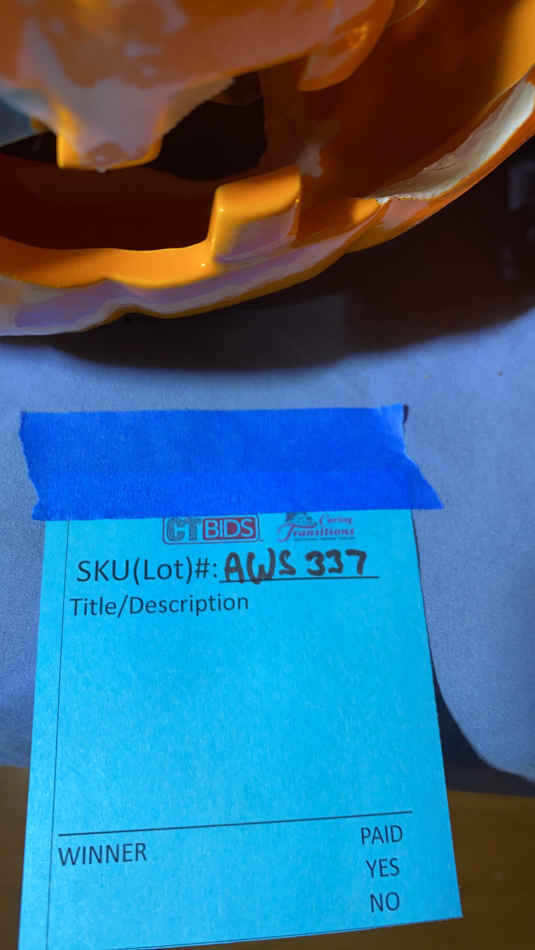 CTBIDS
Caring
Transitions
SKU(Lot)#: AWS 337
Title/Description
WINNER
PAID
YES
NO